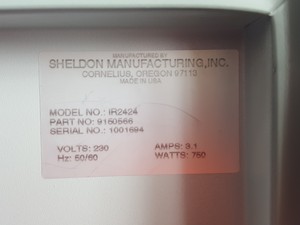 MANUFACTURED BY
SHELDON MANUFACTURING, INC.
CORNELIUS, OREGON 97113
MADE IN USA
MODEL NO.: IR2424
PART NO: 9150566
SERIAL NO.: 1001694
VOLTS: 230 AMPS: 3.1
Hz: 50/60 WATTS: 750